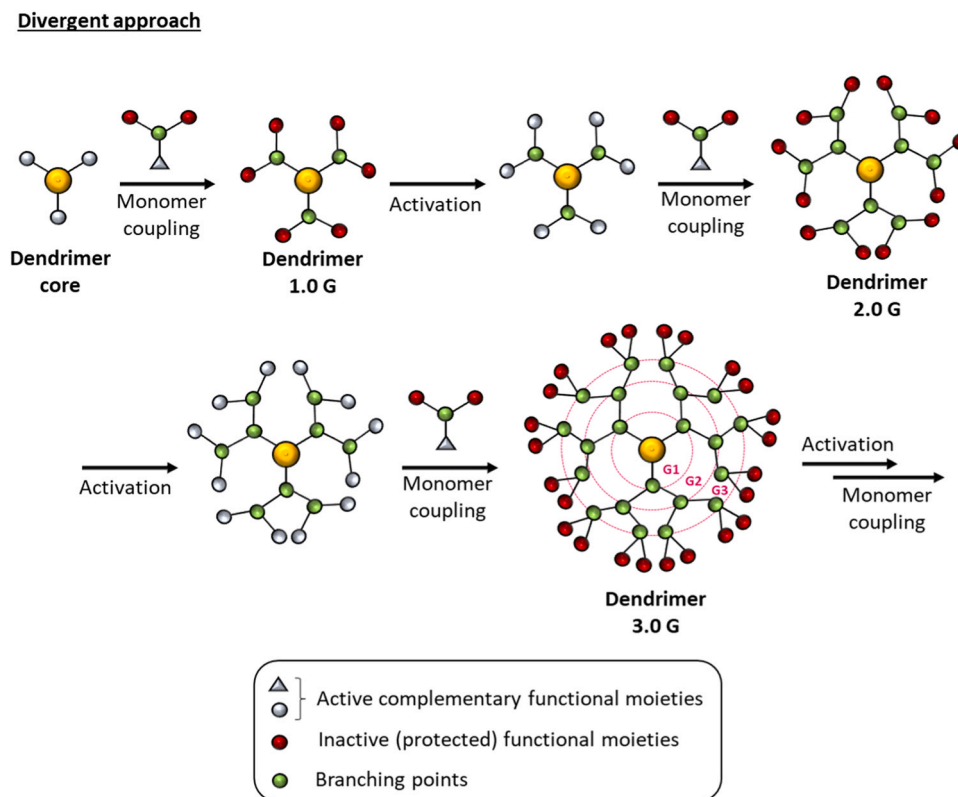 Divergent approach
Monomer
coupling
Activation
Monomer
coupling
Dendrimer
core
Dendrimer
1.0 G
Dendrimer
2.0 G
Activation
Monomer
coupling
G1
G2
G3
Activation
Monomer
coupling
Dendrimer
3.0 G
Active complementary functional moieties
Inactive (protected) functional moieties
Branching points